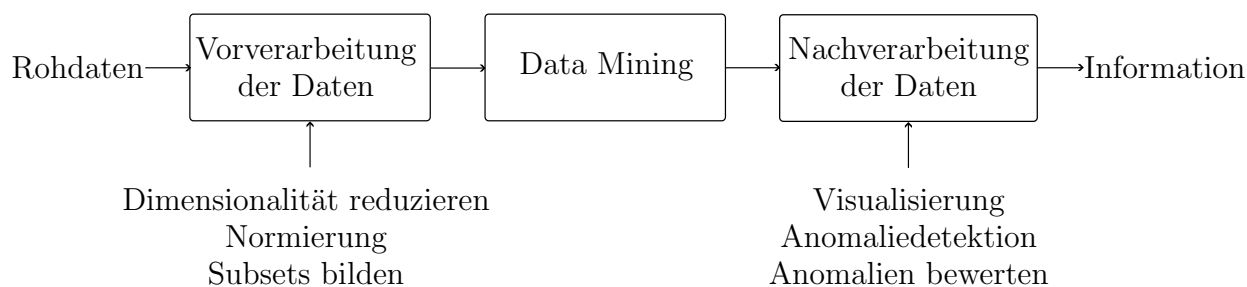 Rohdaten
Vorverarbeitung
der Daten
Data Mining
Nachverarbeitung
der Daten
Information
Dimensionalität reduzieren
Normierung
Subsets bilden
Visualisierung
Anomaliedetektion
Anomalien bewerten